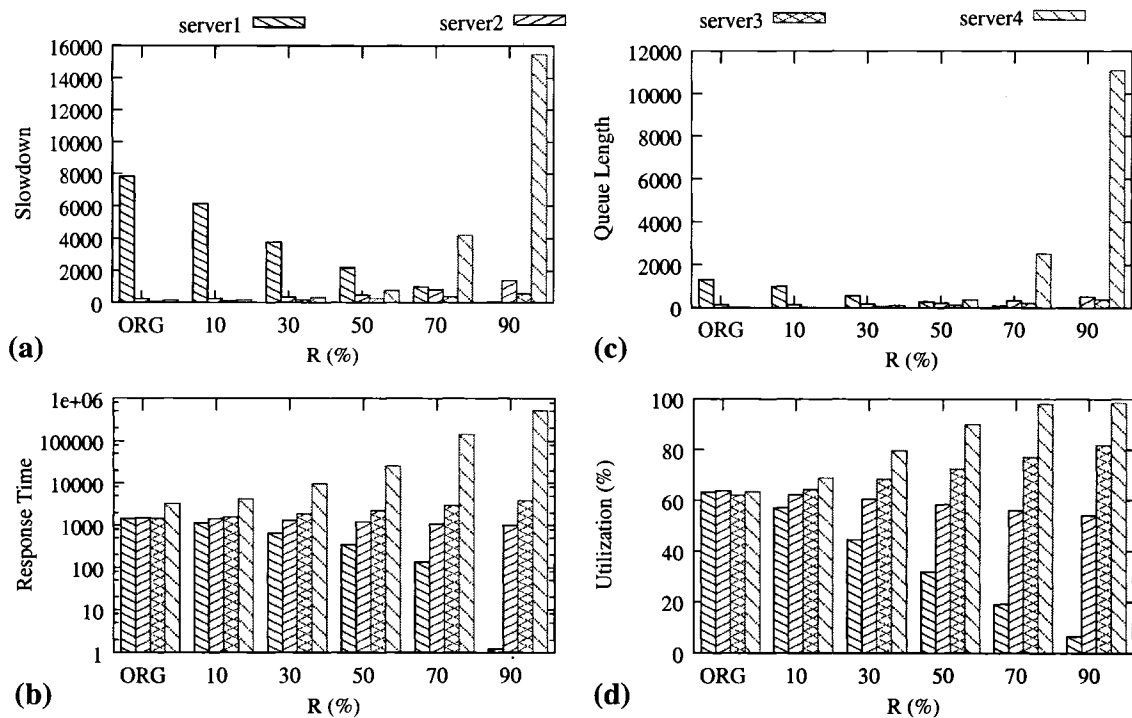 server1 server2 server3 server4
16000
14000
12000
10000
8000
6000
4000
2000
0
Slowdown
ORG 10 30 50 70 90
R (%)
(a)
12000
10000
8000
6000
4000
2000
0
Queue Length
ORG 10 30 50 70 90
R (%)
(c)
1e+06
100000
10000
1000
100
10
1
Response Time
ORG 10 30 50 70 90
R (%)
(b)
100
80
60
40
20
0
Utilization (%)
ORG 10 30 50 70 90
R (%)
(d)